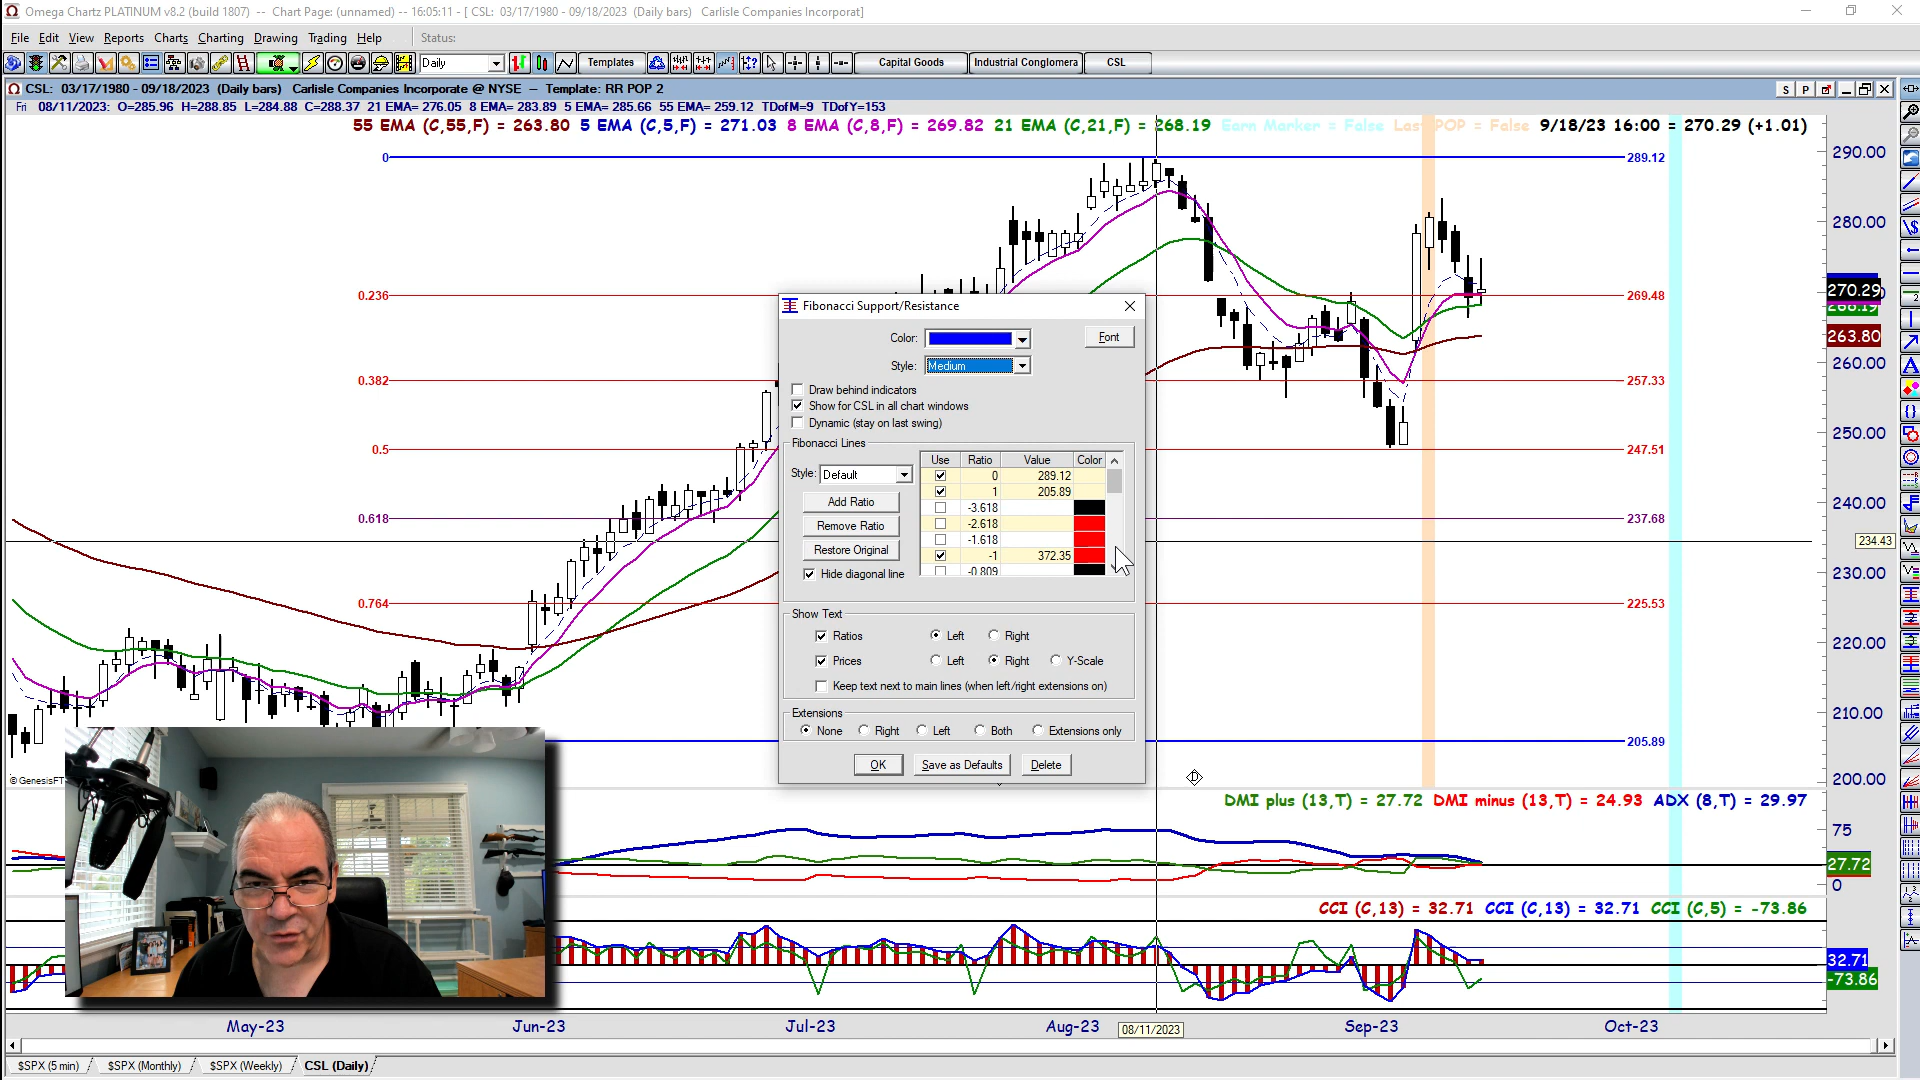 Omega Chartz PLATINUM v8.2 (build 1807)  --  Chart Page: (unnamed) -- 16:05:11 - [ CSL:  03/17/1980 - 09/18/2023  (Daily bars)   Carlisle Companies Incorporat]
File Edit View Reports Charts Charting Drawing Trading Help Status:
Daily Templates Capital Goods Industrial Conglomera CSL
CSL:  03/17/1980 - 09/18/2023  (Daily bars)   Carlisle Companies Incorporate @ NYSE  —  Template: RR POP 2 S P
Fri 08/11/2023:  O=285.96  H=288.85  L=284.88  C=288.37  21 EMA= 276.05  8 EMA= 283.89  5 EMA= 285.66  55 EMA= 259.12  TDofM=9  TDofY=153
55 EMA (C,55,F) = 263.80 5 EMA (C,5,F) = 271.03 8 EMA (C,8,F) = 269.82 21 EMA (C,21,F) = 268.19 Earn Marker = False Last POP = False 9/18/23 16:00 = 270.29 (+1.01)
0 289.12 290.00
280.00
0.236 269.48 270.29
268.19
263.80
260.00
0.382 257.33
250.00
0.5 247.51
240.00
0.618 237.68
234.43
230.00
0.764 225.53
220.00
210.00
205.89
200.00
Fibonacci Support/Resistance
Color: Font
Style: Medium
Draw behind indicators
Show for CSL in all chart windows
Dynamic (stay on last swing)
Fibonacci Lines
Style: Default
Add Ratio
Remove Ratio
Restore Original
Hide diagonal line
Use Ratio Value Color
0 289.12
1 205.89
-3.618
-2.618
-1.618
-1 372.35
-0.809
Show Text
Ratios Left Right
Prices Left Right Y-Scale
Keep text next to main lines (when left/right extensions on)
Extensions
None Right Left Both Extensions only
OK Save as Defaults Delete
D
© GenesisFT
DMI plus (13,T) = 27.72 DMI minus (13,T) = 24.93 ADX (8,T) = 29.97
75
27.72
0
CCI (C,13) = 32.71 CCI (C,13) = 32.71 CCI (C,5) = -73.86
32.71
-73.86
May-23 Jun-23 Jul-23 Aug-23 08/11/2023 Sep-23 Oct-23
$SPX (5 min) $SPX (Monthly) $SPX (Weekly) CSL (Daily)